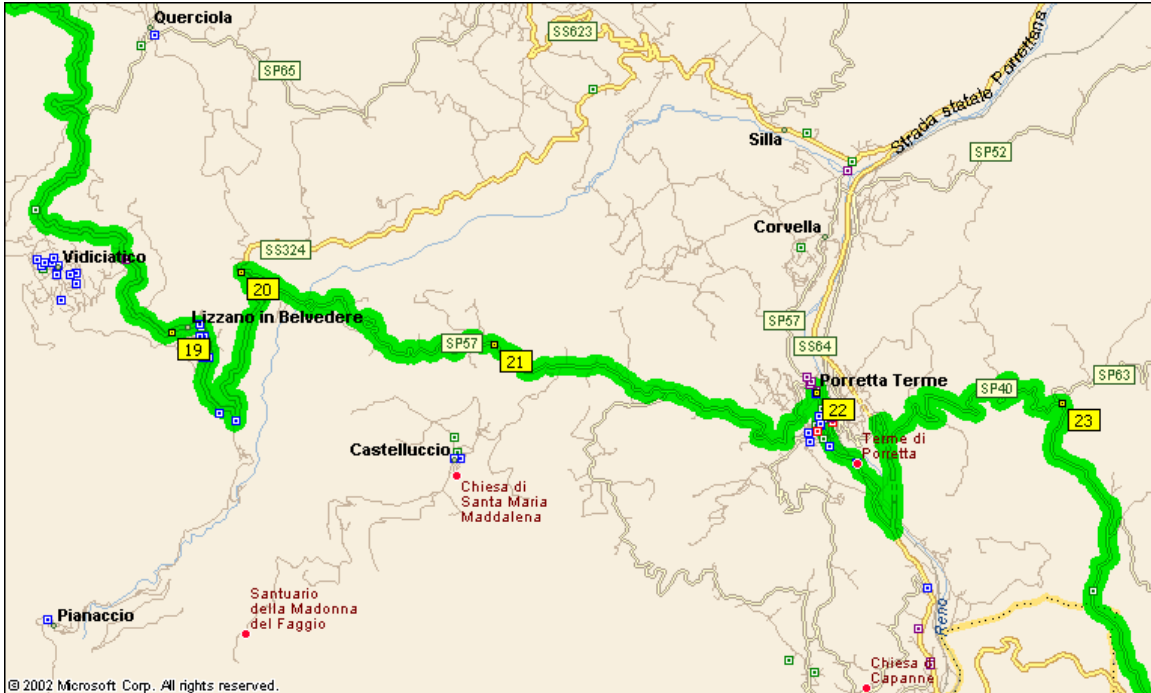 Querciola
SS623
SP65
Strada statale Porrettana
Silla
SP52
Corvella
SS324
Vidiciatico
20
Lizzano in Belvedere
19
SP57
SS64
SP57
21
Porretta Terme
SP63
SP40
22
23
Terme di
Porretta
Castelluccio
Chiesa di
Santa Maria
Maddalena
Santuario
della Madonna
del Faggio
Pianaccio
Reno
Chiesa di
Capanne
© 2002 Microsoft Corp. All rights reserved.